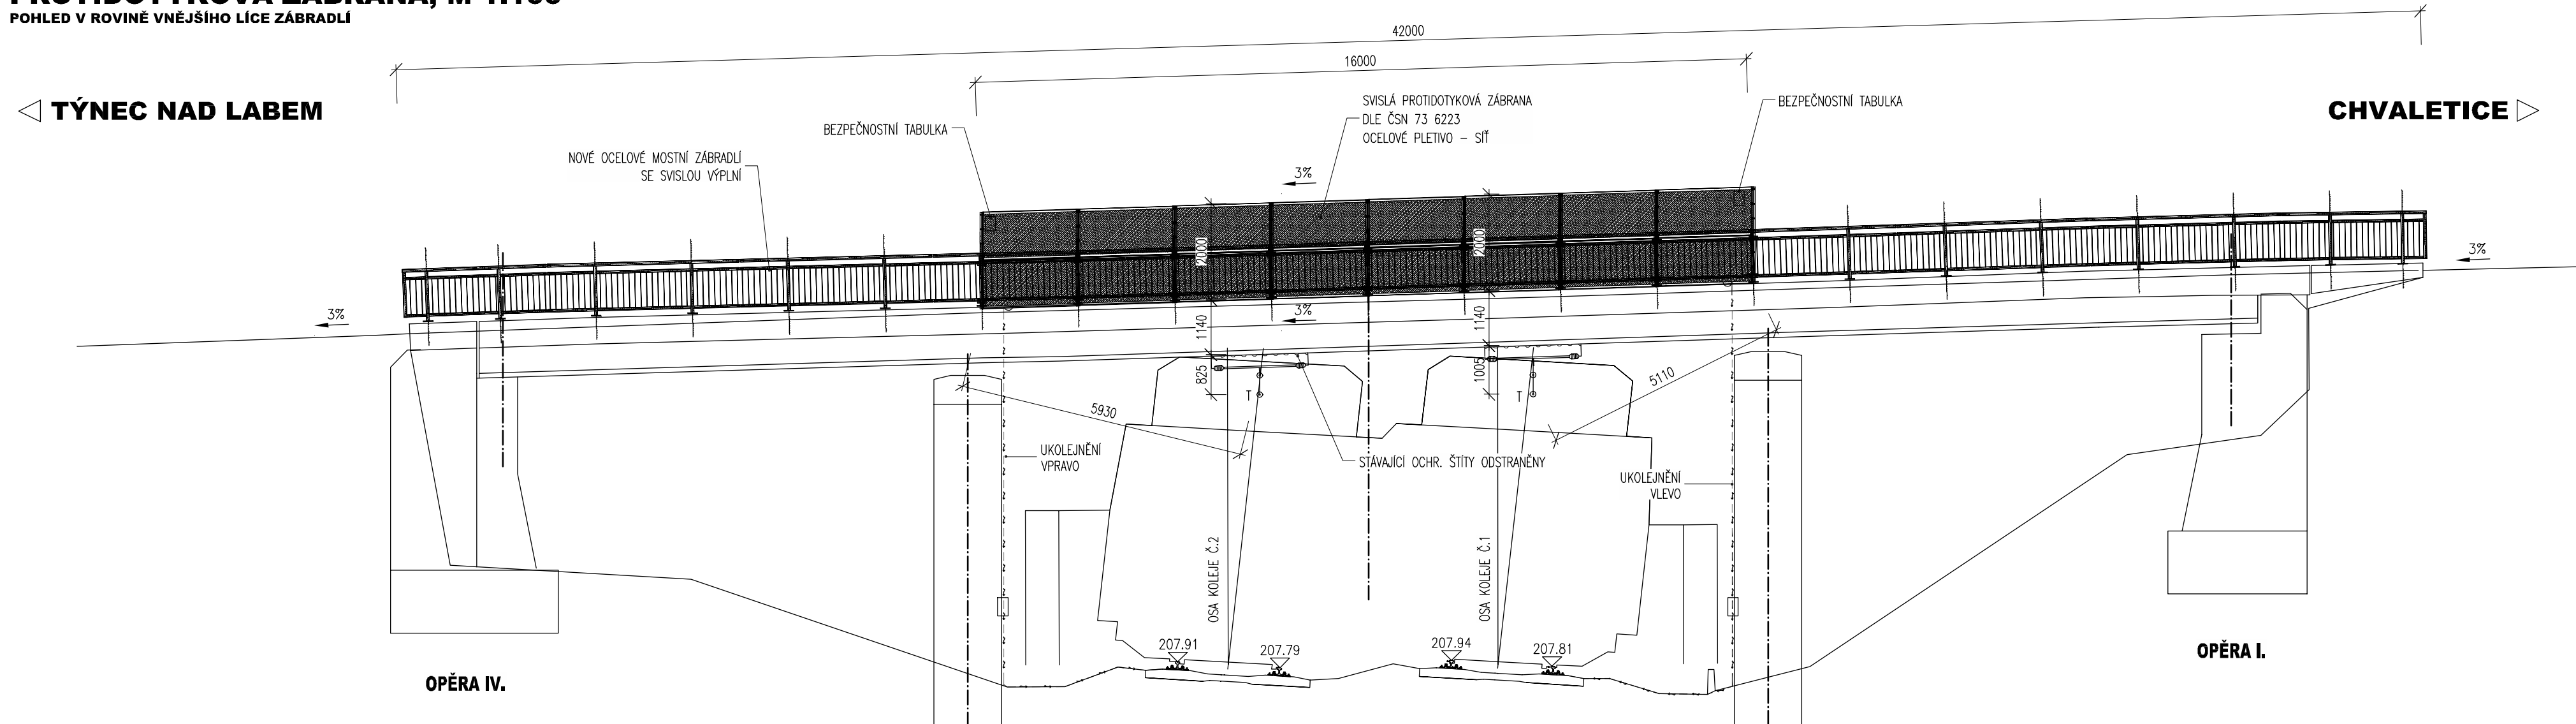 POHLED V ROVINĚ VNĚJŠÍHO LÍCE ZÁBRADLÍ
42000
16000
◁ TÝNEC NAD LABEM
CHVALETICE ▷
SVISLÁ PROTIDOTYKOVÁ ZÁBRANA
DLE ČSN 73 6223
OCELOVÉ PLETIVO – SÍŤ
BEZPEČNOSTNÍ TABULKA
BEZPEČNOSTNÍ TABULKA
NOVÉ OCELOVÉ MOSTNÍ ZÁBRADLÍ
SE SVISLOU VÝPLNÍ
3%
2000
2000
3%
3%
3%
1140
1140
825
1005
T
T
5930
5110
UKOLEJNĚNÍ
VPRAVO
STÁVAJÍCÍ OCHR. ŠTÍTY ODSTRANĚNY
UKOLEJNĚNÍ
VLEVO
OSA KOLEJE Č.2
OSA KOLEJE Č.1
207.91
207.79
207.94
207.81
OPĚRA IV.
OPĚRA I.